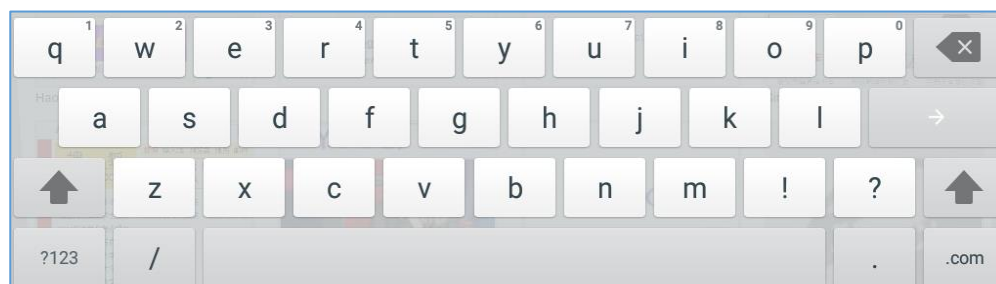 q 1 w 2 e 3 r 4 t 5 y 6 u 7 i 8 o 9 p 0
a s d f g h j k l
z x c v b n m ! ?
?123 / . .com